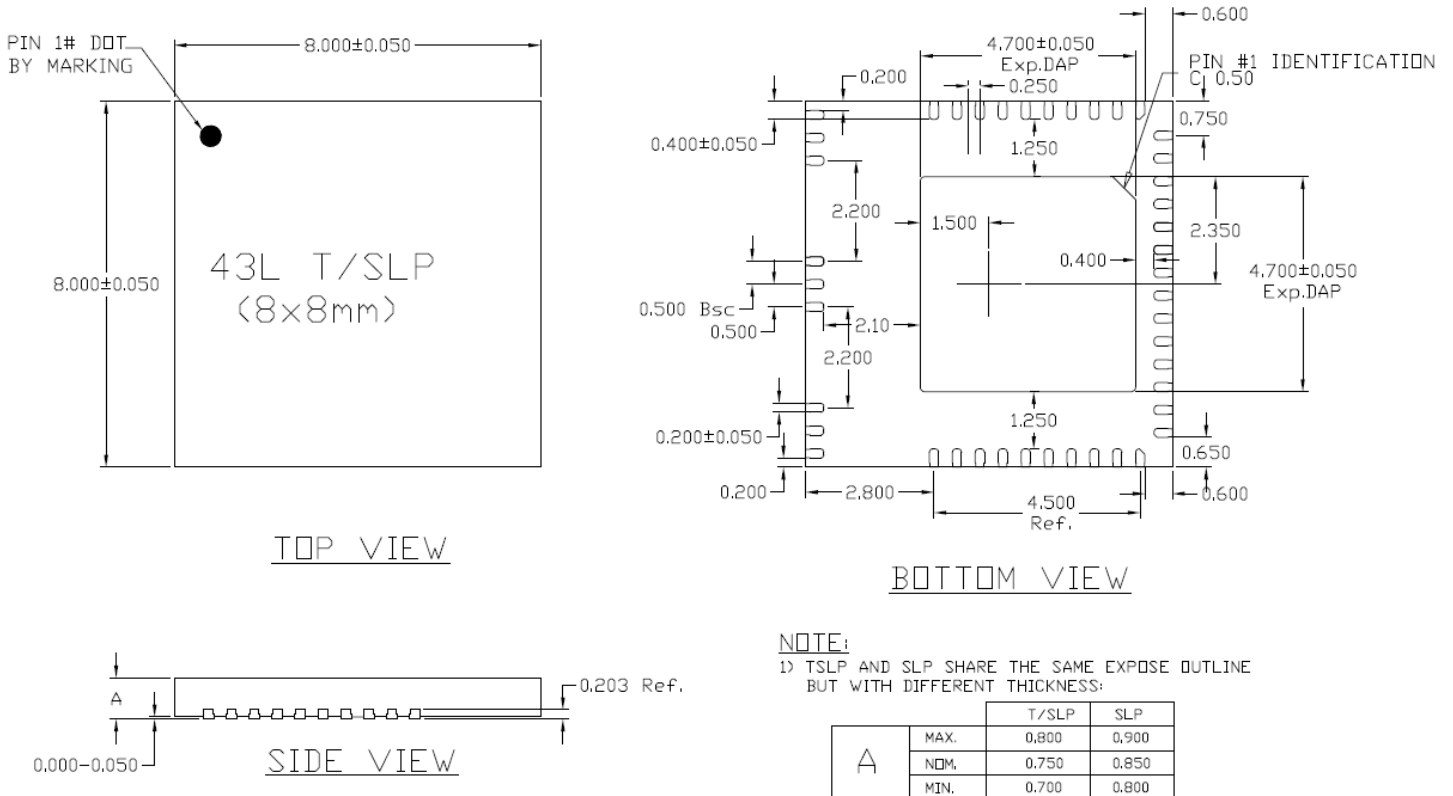 PIN 1# DOT
BY MARKING
8.000±0.050
8.000±0.050
43L T/SLP
(8x8mm)
TOP VIEW
0.600
4.700±0.050
Exp.DAP
PIN #1 IDENTIFICATION
C 0.50
0.200
0.250
0.750
0.400±0.050
1.250
2.200
1.500
2.350
0.400
4.700±0.050
Exp.DAP
0.500 Bsc
0.500
2.10
2.200
1.250
0.200±0.050
0.650
0.200
2.800
4.500
Ref.
0.600
BOTTOM VIEW
A
0.203 Ref.
0.000-0.050
SIDE VIEW
NOTE:
1) TSLP AND SLP SHARE THE SAME EXPOSE OUTLINE
BUT WITH DIFFERENT THICKNESS:
T/SLP SLP
A MAX. 0.800 0.900
NOM. 0.750 0.850
MIN. 0.700 0.800